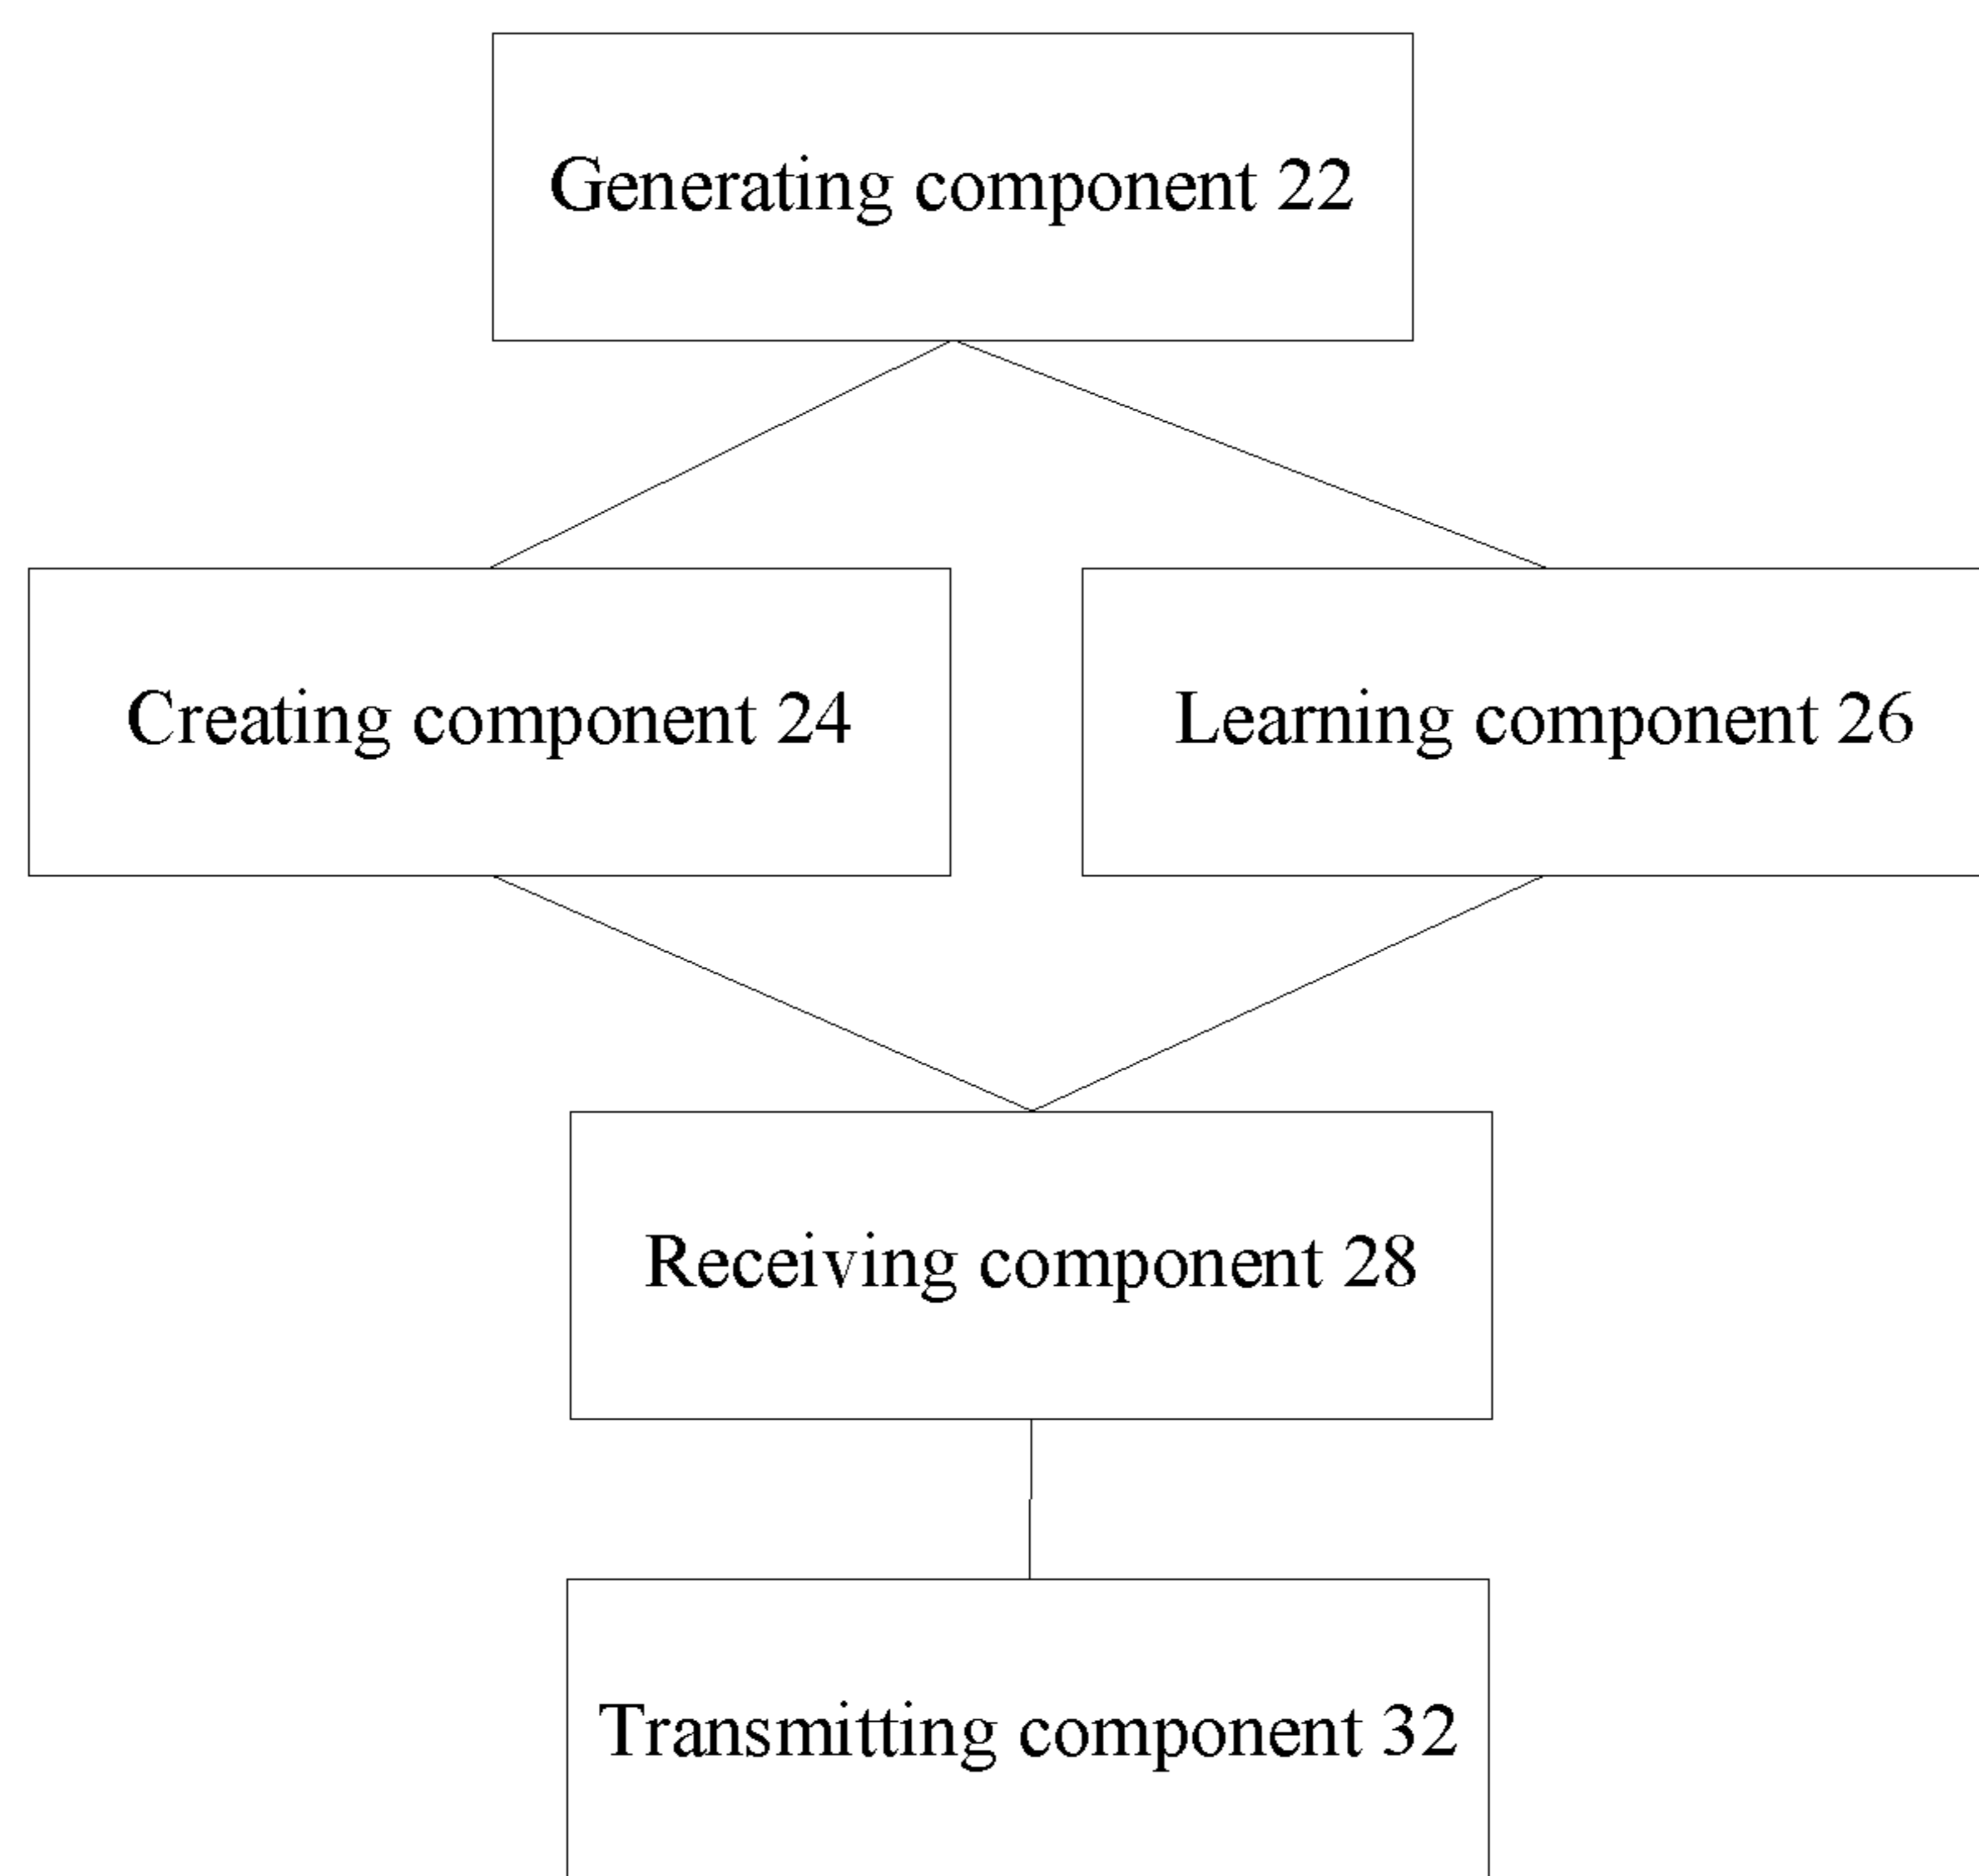 Generating component 22
Creating component 24
Learning component 26
Receiving component 28
Transmitting component 32